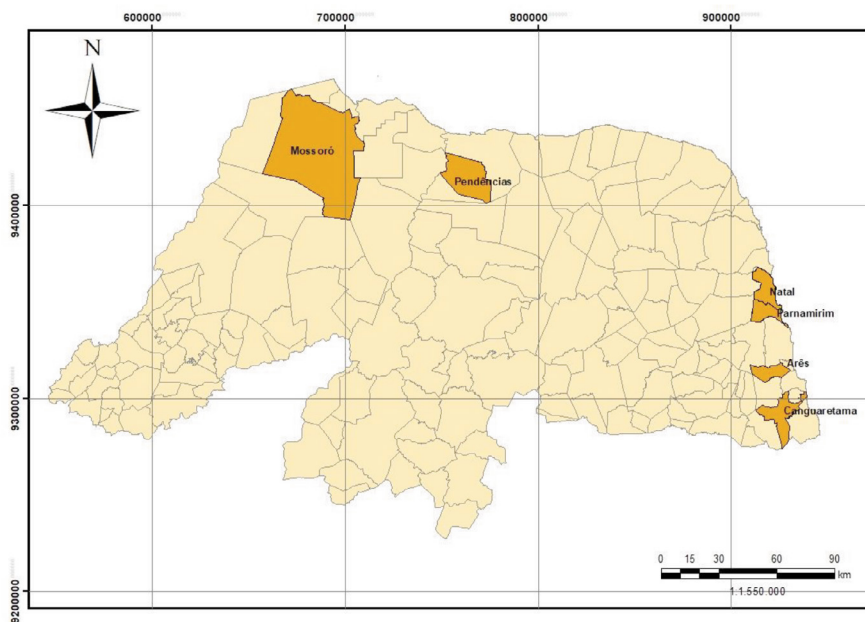 600000 700000 800000 900000
N
Mossoró
Pendências
9400000
Natal
Parnamirim
Arês
9300000
Canguaretama
0 15 30 60 90
km
1:1.550.000
9200000